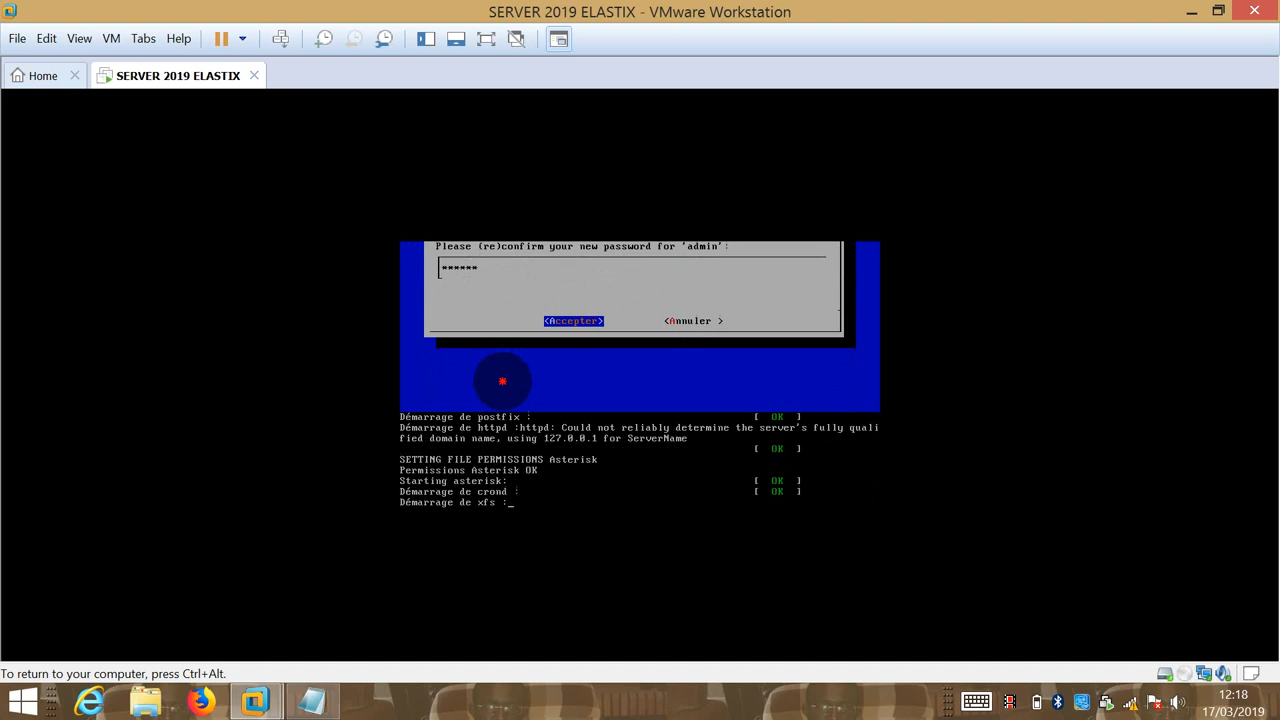 SERVER 2019 ELASTIX - VMware Workstation
File Edit View VM Tabs Help
Home SERVER 2019 ELASTIX
Please (re)confirm your new password for 'admin':
******
<Accepter> <Annuler >
*
Démarrage de postfix : [ OK ]
Démarrage de httpd :httpd: Could not reliably determine the server's fully quali
fied domain name, using 127.0.0.1 for ServerName
[ OK ]
SETTING FILE PERMISSIONS Asterisk
Permissions Asterisk OK
Starting asterisk: [ OK ]
Démarrage de crond : [ OK ]
Démarrage de xfs :_
To return to your computer, press Ctrl+Alt.
12:18
17/03/2019